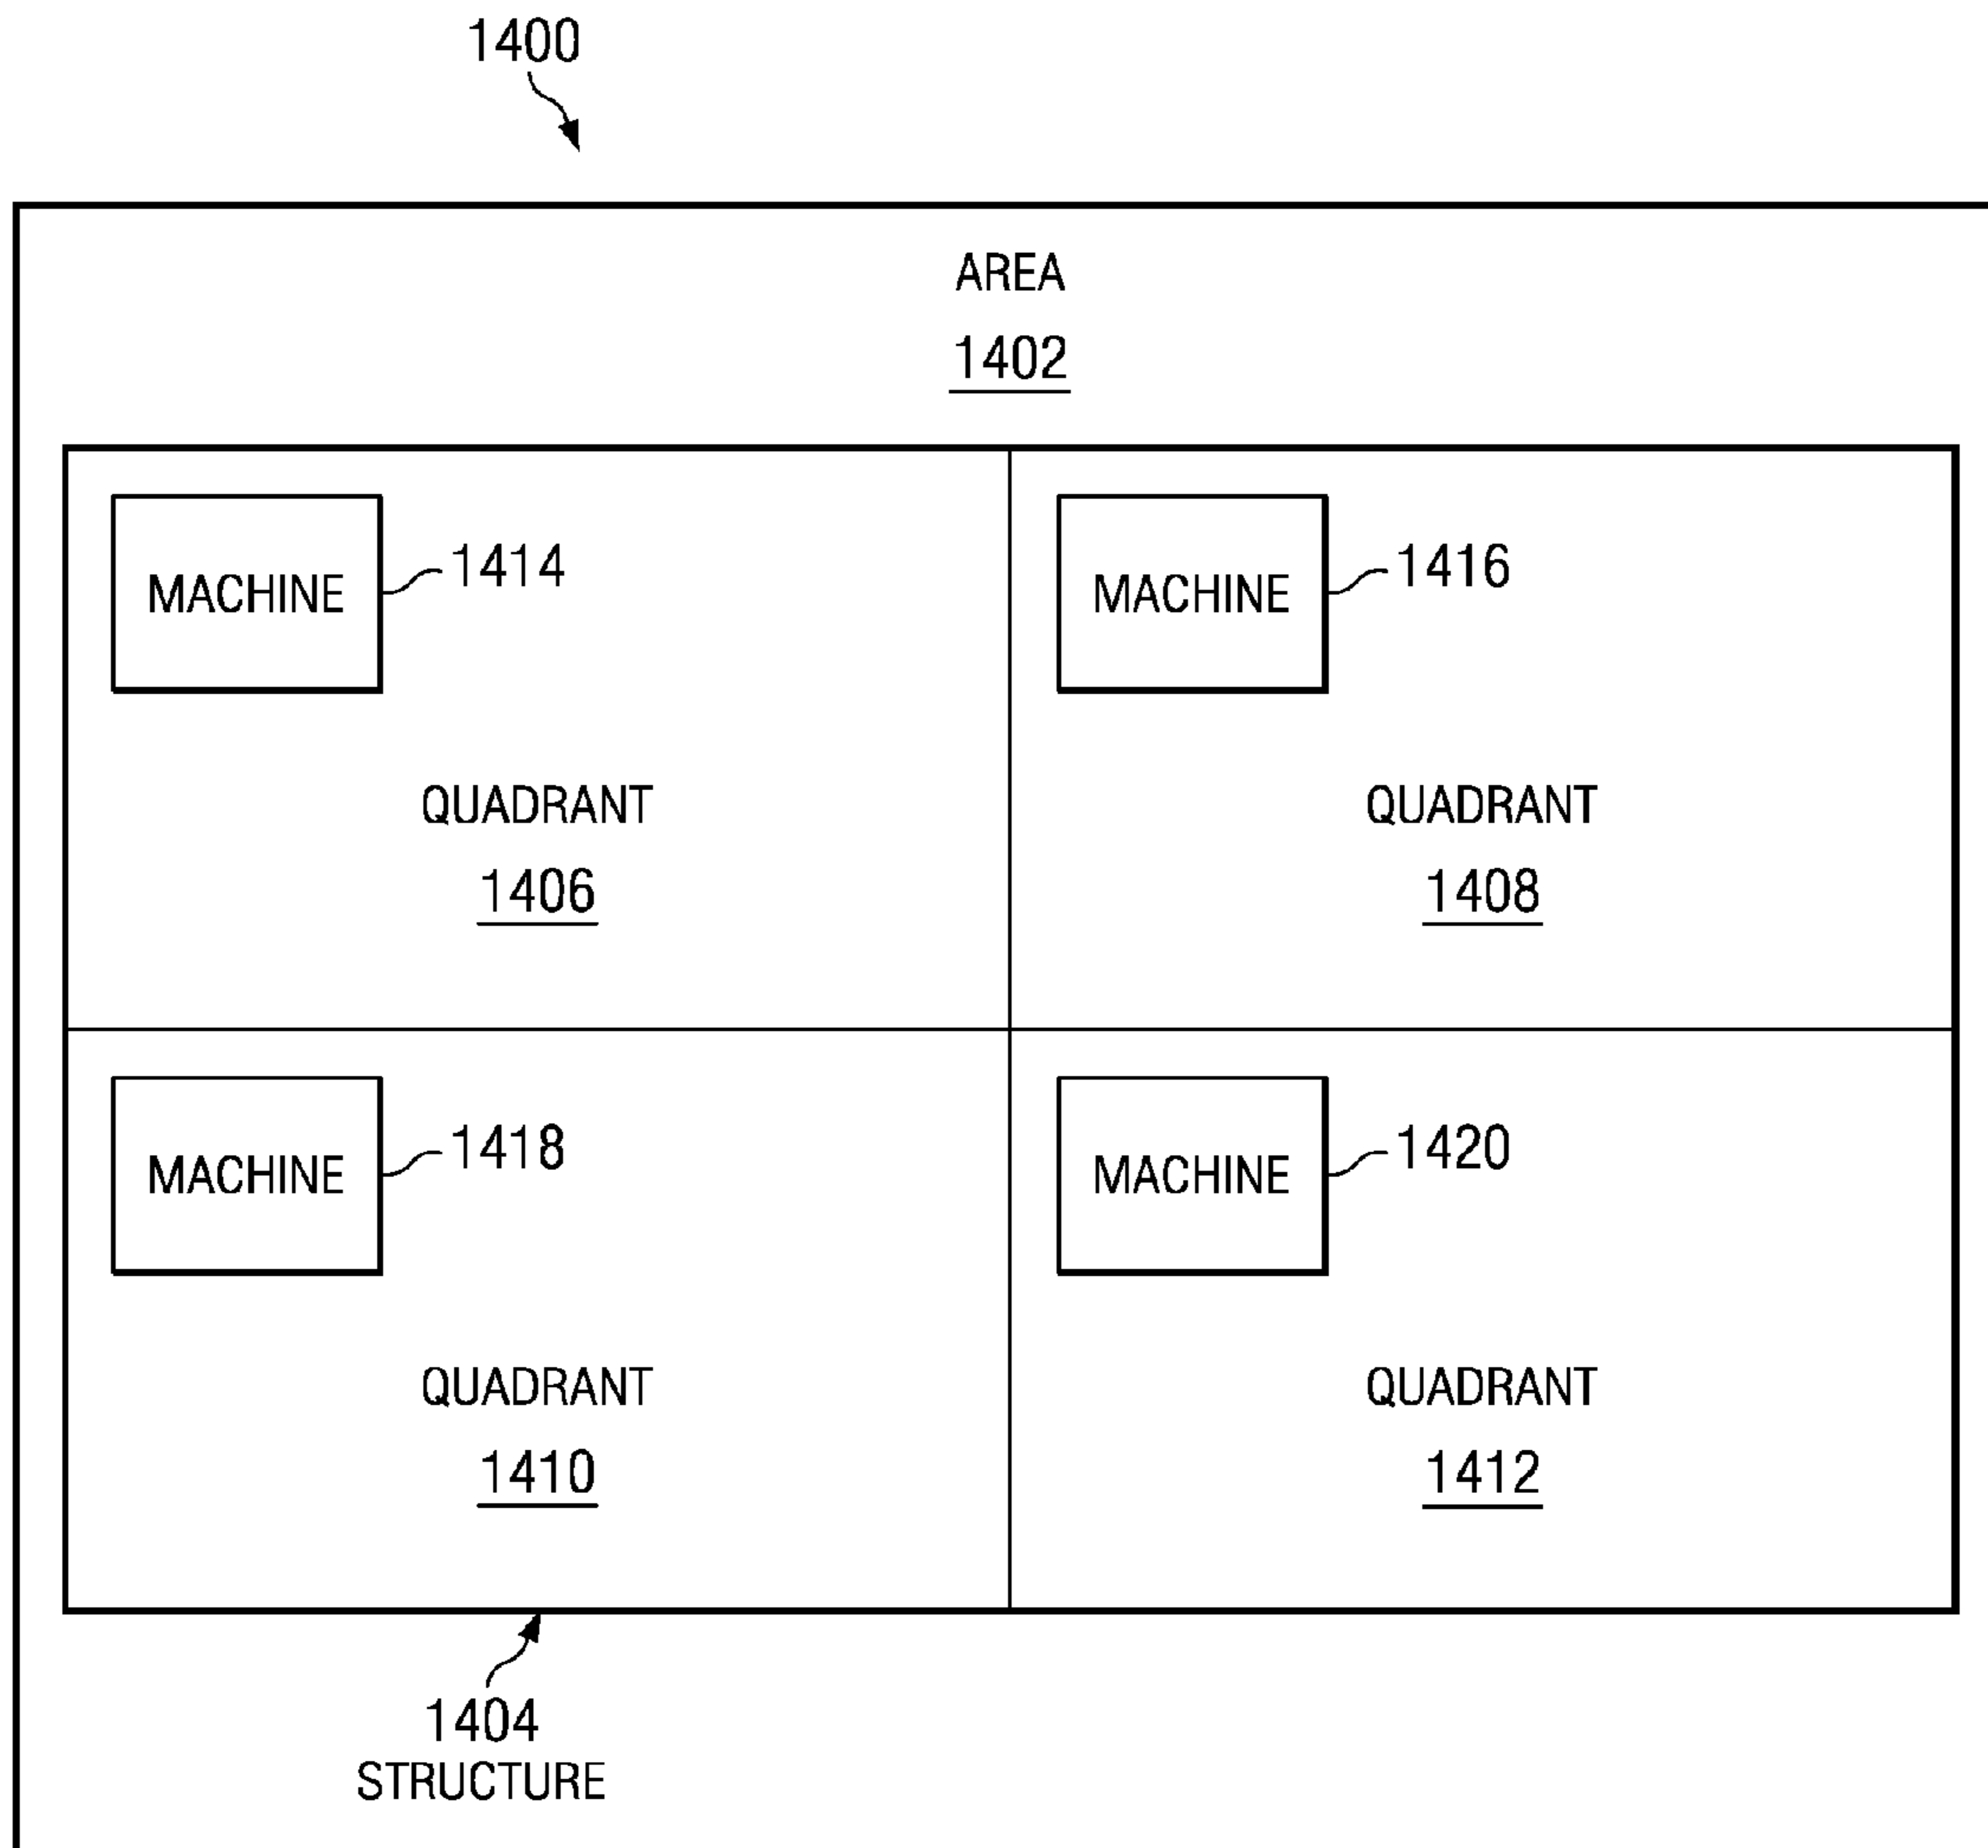 1400
AREA
1402
MACHINE
1414
MACHINE
1416
QUADRANT
1406
QUADRANT
1408
MACHINE
1418
MACHINE
1420
QUADRANT
1410
QUADRANT
1412
1404
STRUCTURE